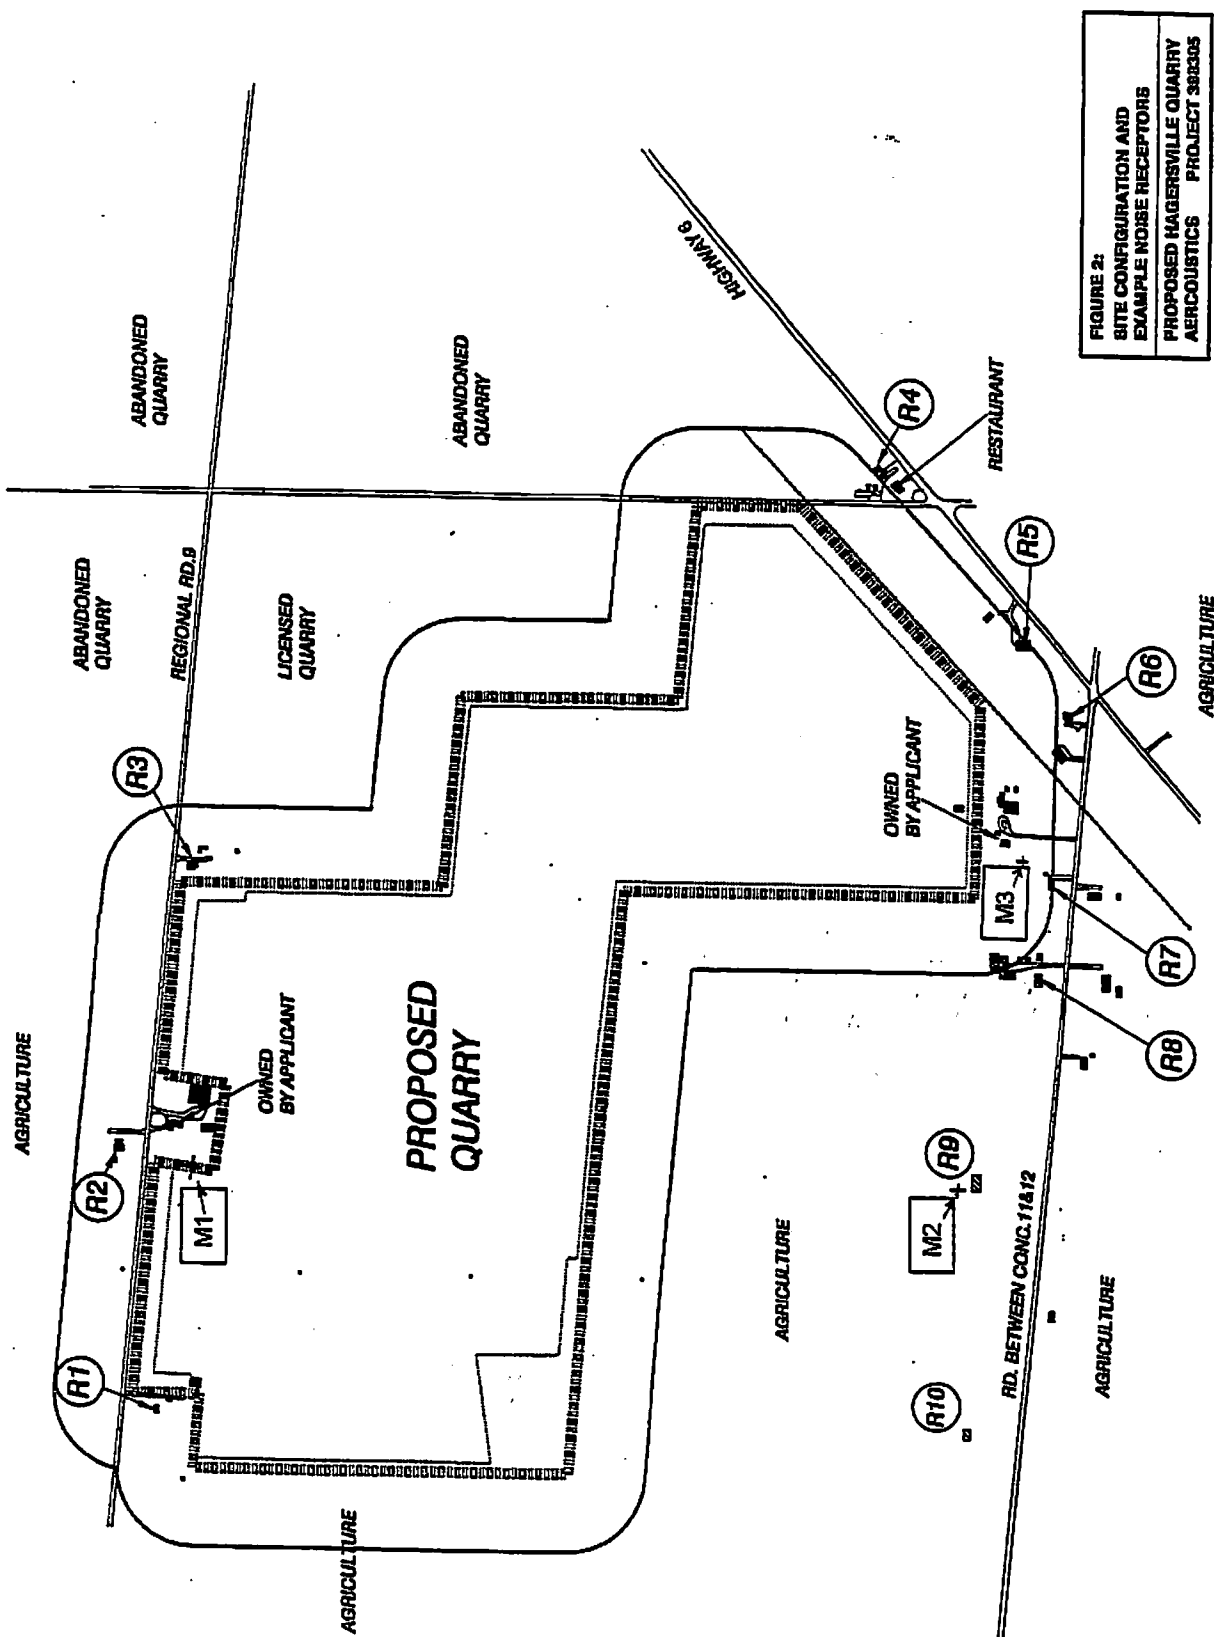 ABANDONED
QUARRY
ABANDONED
QUARRY
HIGHWAY 6
FIGURE 2:
SITE CONFIGURATION AND
EXAMPLE NOISE RECEPTORS
PROPOSED HAGERSVILLE QUARRY
AERCOUSTICS PROJECT 398305
R4
RESTAURANT
ABANDONED
QUARRY
REGIONAL RD.9
LICENSED
QUARRY
R5
R6
AGRICULTURE
R3
OWNED
BY APPLICANT
M3
R7
R8
AGRICULTURE
R2
M1
OWNED
BY APPLICANT
PROPOSED
QUARRY
R9
M2
AGRICULTURE
RD. BETWEEN CONC.11&12
AGRICULTURE
R1
R10
AGRICULTURE